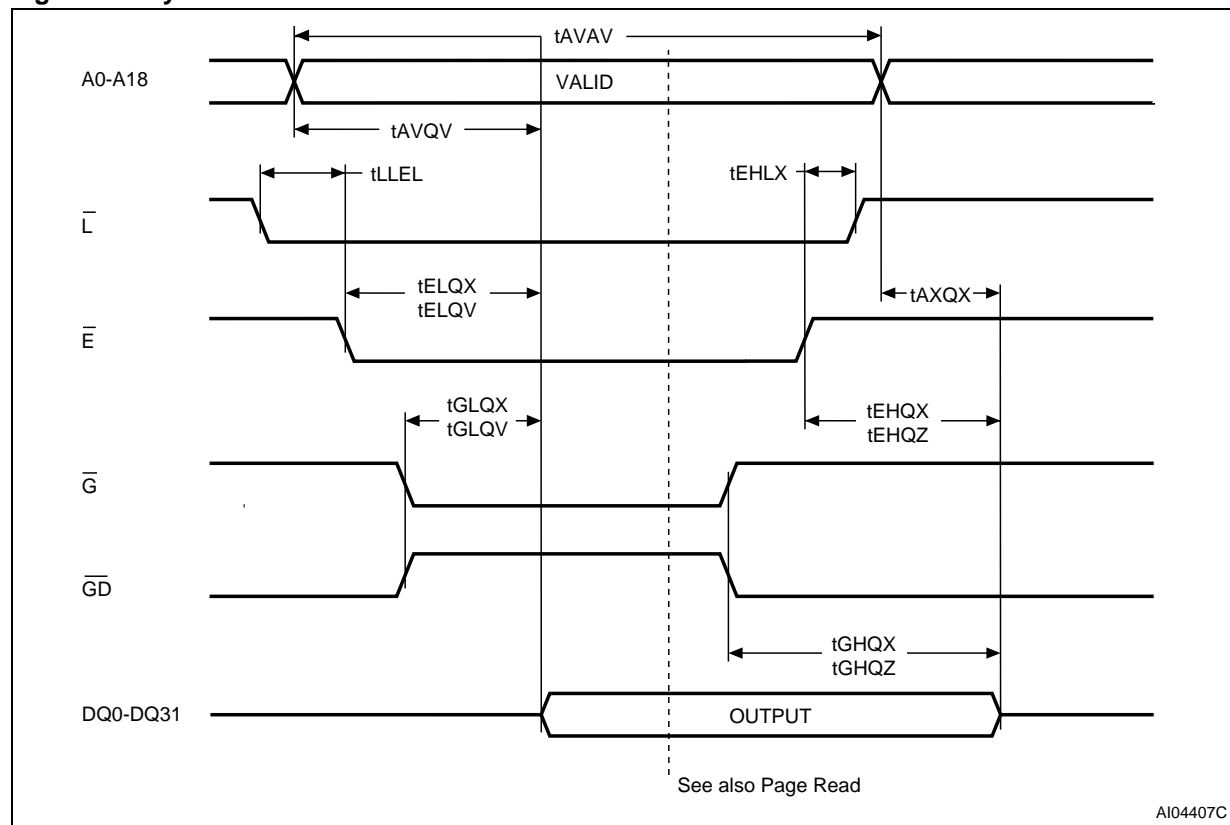 tAVAV
A0-A18
VALID
tAVQV
tLLEL
tEHLX
L̅
tELQX
tELQV
tAXQX
E̅
tGLQX
tGLQV
tEHQX
tEHQZ
G̅
G̅D̅
tGHQX
tGHQZ
DQ0-DQ31
OUTPUT
See also Page Read
AI04407C